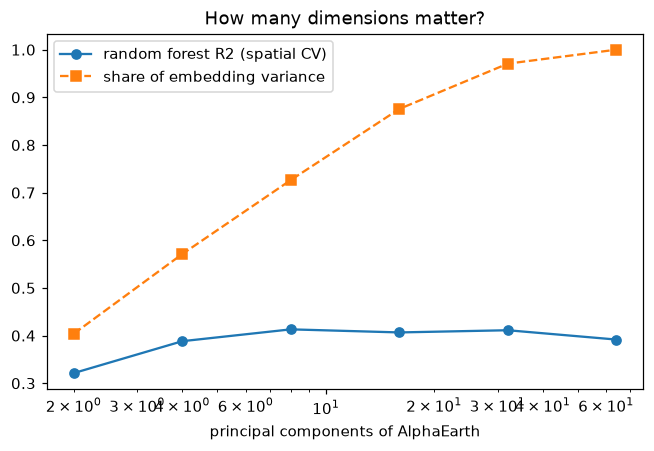 How many dimensions matter?
random forest R2 (spatial CV)
share of embedding variance
1.0
0.9
0.8
0.7
0.6
0.5
0.4
0.3
2 × 10⁰ 3 × 10⁰ 4 × 10⁰ 6 × 10⁰ 10¹ 2 × 10¹ 3 × 10¹ 4 × 10¹ 6 × 10¹
principal components of AlphaEarth